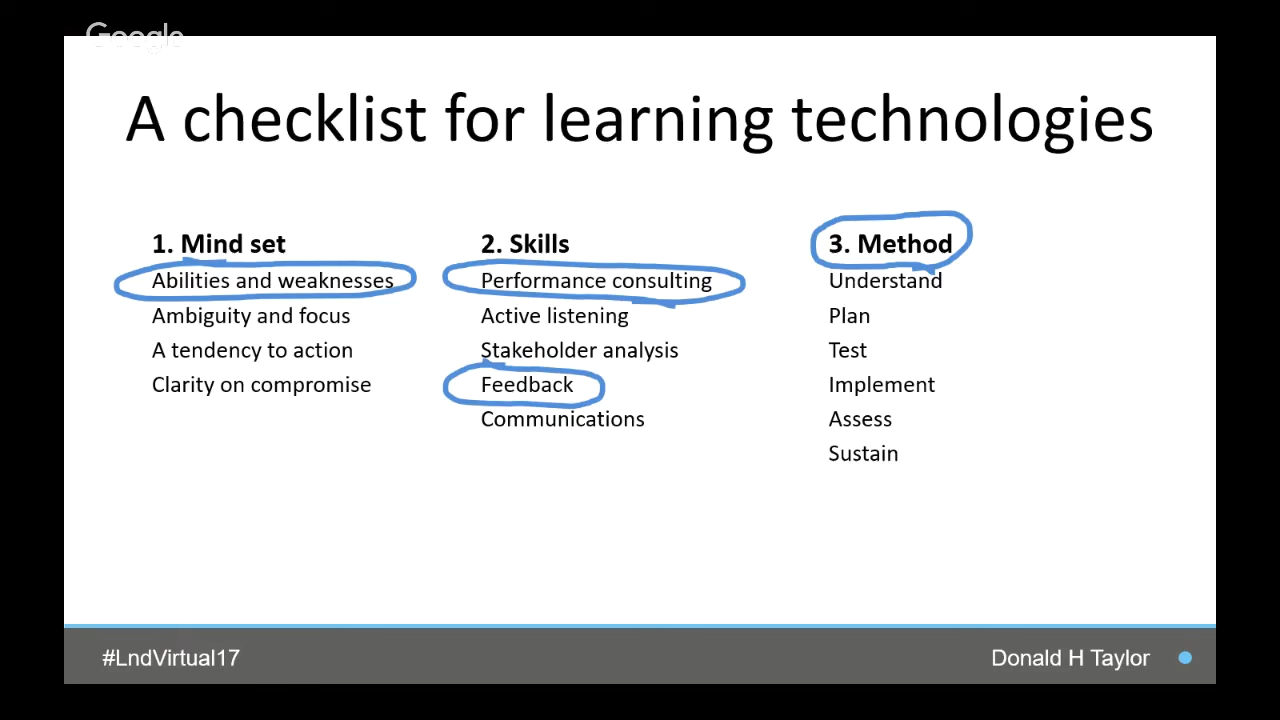 Google
A checklist for learning technologies
1. Mind set
Abilities and weaknesses
Ambiguity and focus
A tendency to action
Clarity on compromise
2. Skills
Performance consulting
Active listening
Stakeholder analysis
Feedback
Communications
3. Method
Understand
Plan
Test
Implement
Assess
Sustain
#LndVirtual17
Donald H Taylor